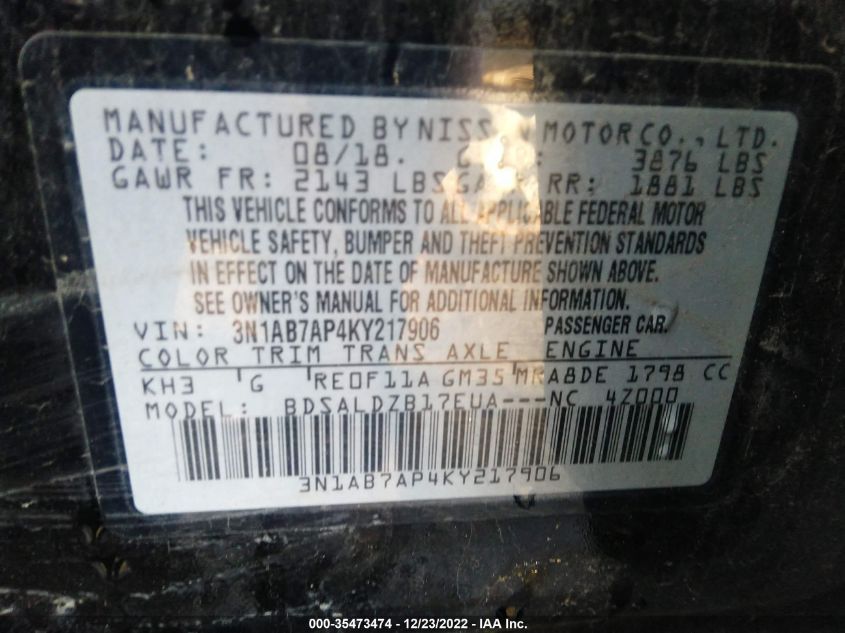 MANUFACTURED BY NISSAN MOTOR CO., LTD.
DATE: 08/18. 3876 LBS
GAWR FR: 2143 LBS GAWR RR: 1881 LBS
THIS VEHICLE CONFORMS TO ALL APPLICABLE FEDERAL MOTOR
VEHICLE SAFETY, BUMPER AND THEFT PREVENTION STANDARDS
IN EFFECT ON THE DATE OF MANUFACTURE SHOWN ABOVE.
SEE OWNER'S MANUAL FOR ADDITIONAL INFORMATION.
VIN: 3N1AB7AP4KY217906 PASSENGER CAR.
COLOR TRIM TRANS AXLE ENGINE
KH3 G RE0F11A GM35 MRA8DE 1798 CC
MODEL: BDSALDZB17EUA---NC 4Z000
3N1AB7AP4KY217906
000-35473474 - 12/23/2022 - IAA Inc.